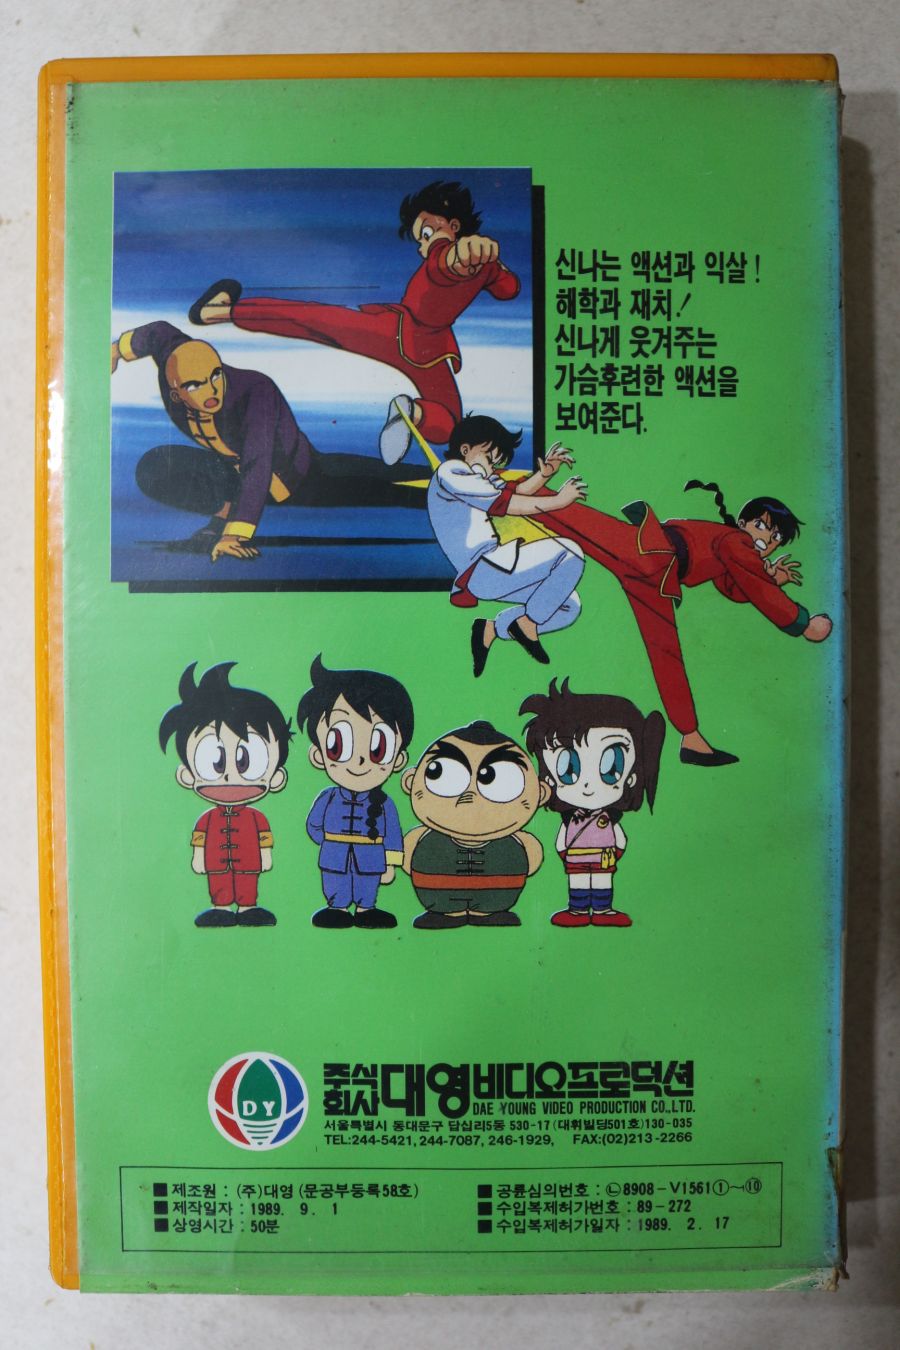 신나는 액션과 익살!
해학과 재치!
신나게 웃겨주는
가슴후련한 액션을
보여준다.
DY
주식회사 대영비디오프로덕션
DAE YOUNG VIDEO PRODUCTION CO.,LTD.
서울특별시 동대문구 답십리5동 530-17(대휘빌딩501호)130-035
TEL:244-5421, 244-7087, 246-1929, FAX:(02)213-2266
■제조원 : (주)대영 (문공부등록58호)
■제작일자 : 1989. 9. 1
■상영시간 : 50분
■공륜심의번호 : ㉡8908-V1561①~⑩
■수입복제허가번호 : 89-272
■수입복제허가일자 : 1989. 2. 17